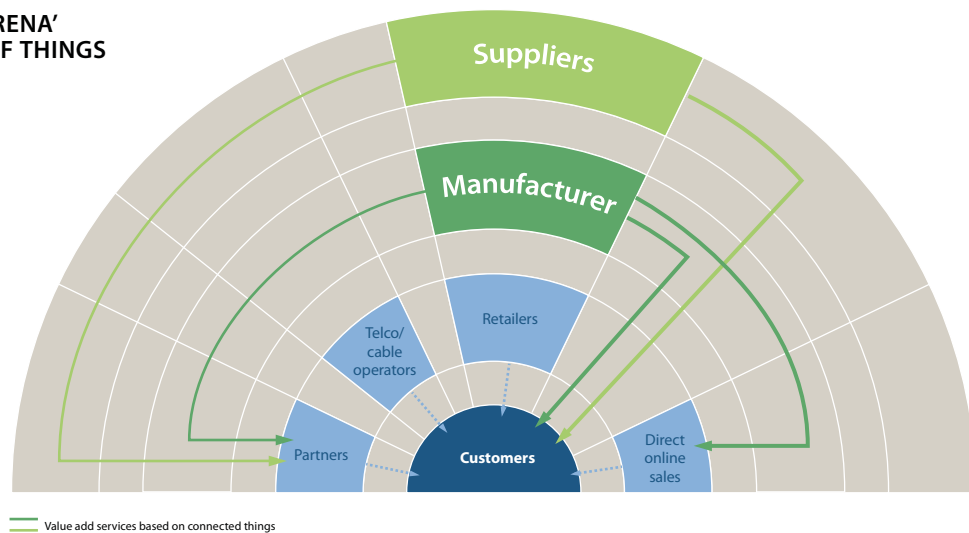 RENA’
F THINGS
Suppliers
Manufacturer
Telco/
cable
operators
Retailers
Partners
Customers
Direct
online
sales
Value add services based on connected things